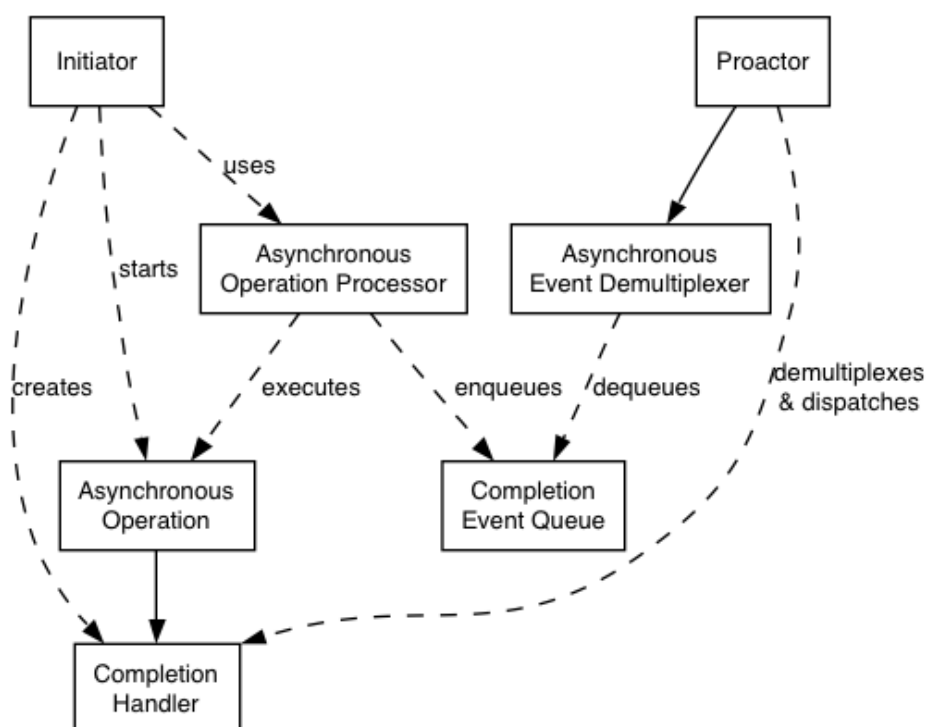 Initiator
Proactor
uses
Asynchronous
Operation Processor
Asynchronous
Event Demultiplexer
starts
creates
executes
enqueues
dequeues
demultiplexes
& dispatches
Asynchronous
Operation
Completion
Event Queue
Completion
Handler